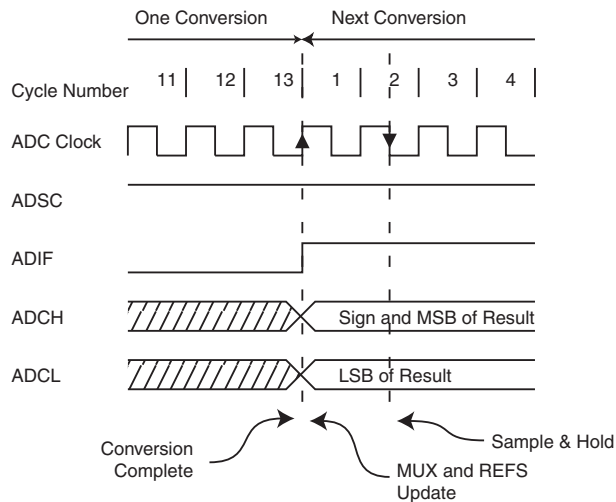 One Conversion Next Conversion
Cycle Number 11 12 13 1 2 3 4
ADC Clock
ADSC
ADIF
ADCH Sign and MSB of Result
ADCL LSB of Result
Conversion
Complete
MUX and REFS
Update
Sample & Hold